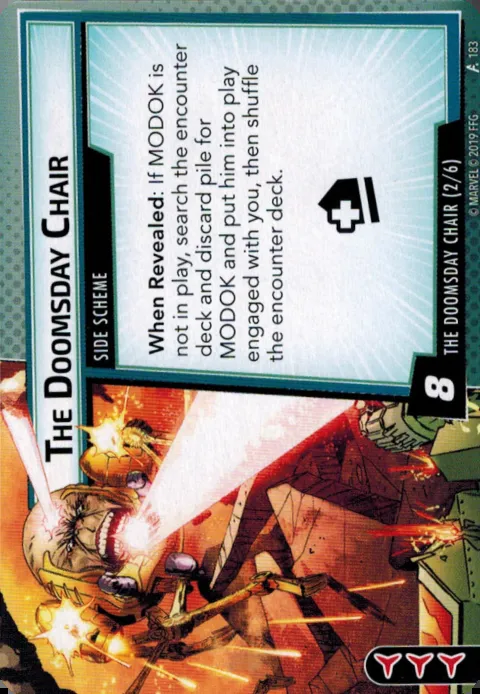 THE DOOMSDAY CHAIR
SIDE SCHEME
When Revealed: If MODOK is
not in play, search the encounter
deck and discard pile for
MODOK and put him into play
engaged with you, then shuffle
the encounter deck.
8
THE DOOMSDAY CHAIR (2/6)
© MARVEL © 2019 FFG
183